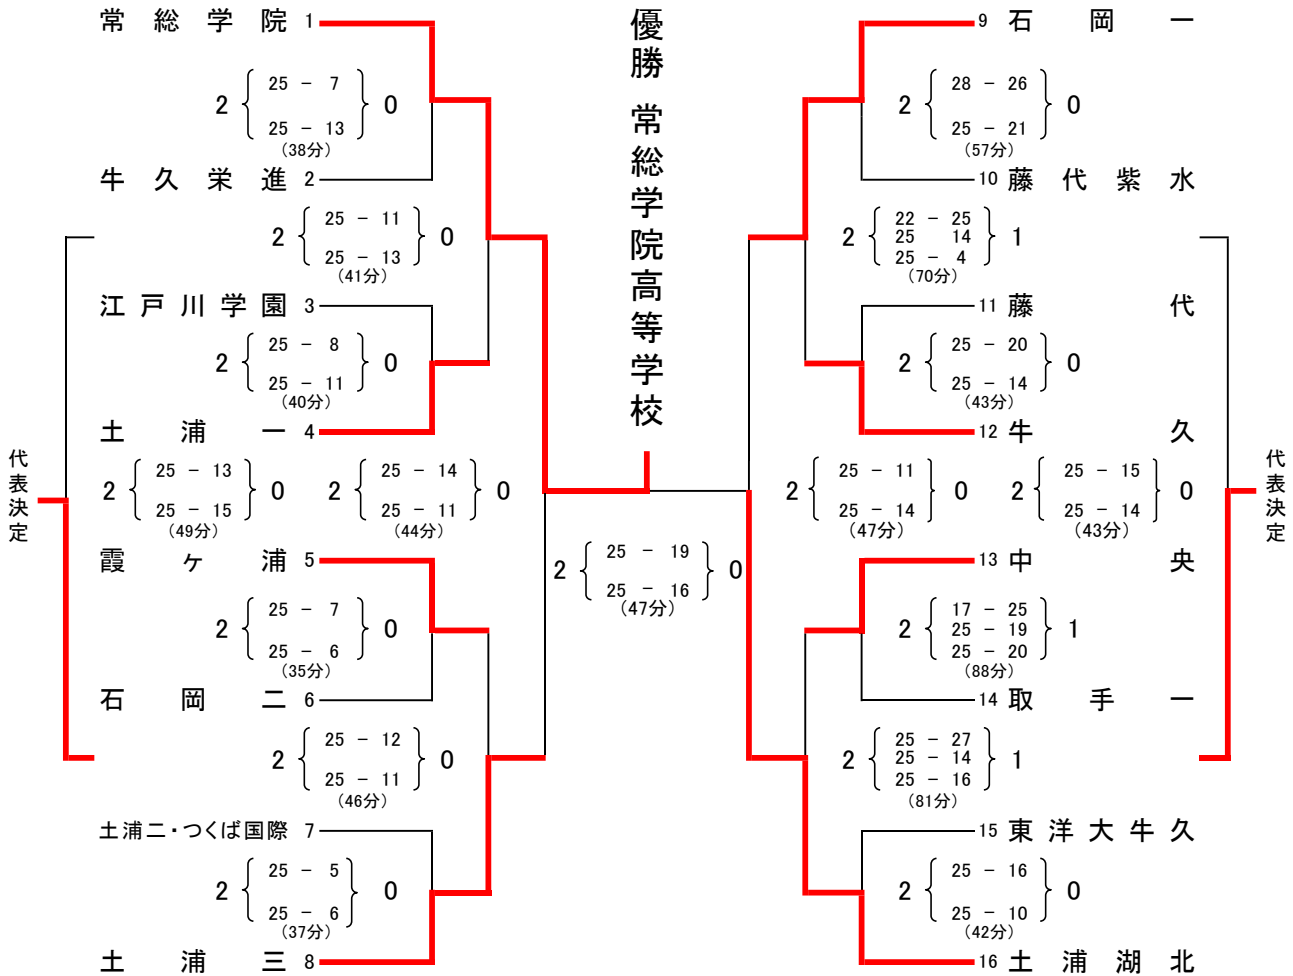 優勝 常総学院高等学校
常総学院 1
2 25 － 7 0
25 － 13
（38分）
牛久栄進 2
2 25 － 11 0
25 － 13
（41分）
江戸川学園 3
2 25 － 8 0
25 － 11
（40分）
土浦一 4
代表決定
2 25 － 13 0
25 － 15
（49分）
2 25 － 14 0
25 － 11
（44分）
霞ヶ浦 5
2 25 － 7 0
25 － 6
（35分）
石岡二 6
2 25 － 12 0
25 － 11
（46分）
土浦二・つくば国際 7
2 25 － 5 0
25 － 6
（37分）
土浦三 8
2 25 － 19 0
25 － 16
（47分）
9 石岡一
2 28 － 26 0
25 － 21
（57分）
10 藤代紫水
2 22 － 25 1
25 14
25 － 4
（70分）
11 藤代
2 25 － 20 0
25 － 14
（43分）
12 牛久
2 25 － 11 0
25 － 14
（47分）
2 25 － 15 0
25 － 14
（43分）
代表決定
13 中央
2 17 － 25 1
25 － 19
25 － 20
（88分）
14 取手一
2 25 － 27 1
25 － 14
25 － 16
（81分）
15 東洋大牛久
2 25 － 16 0
25 － 10
（42分）
16 土浦湖北